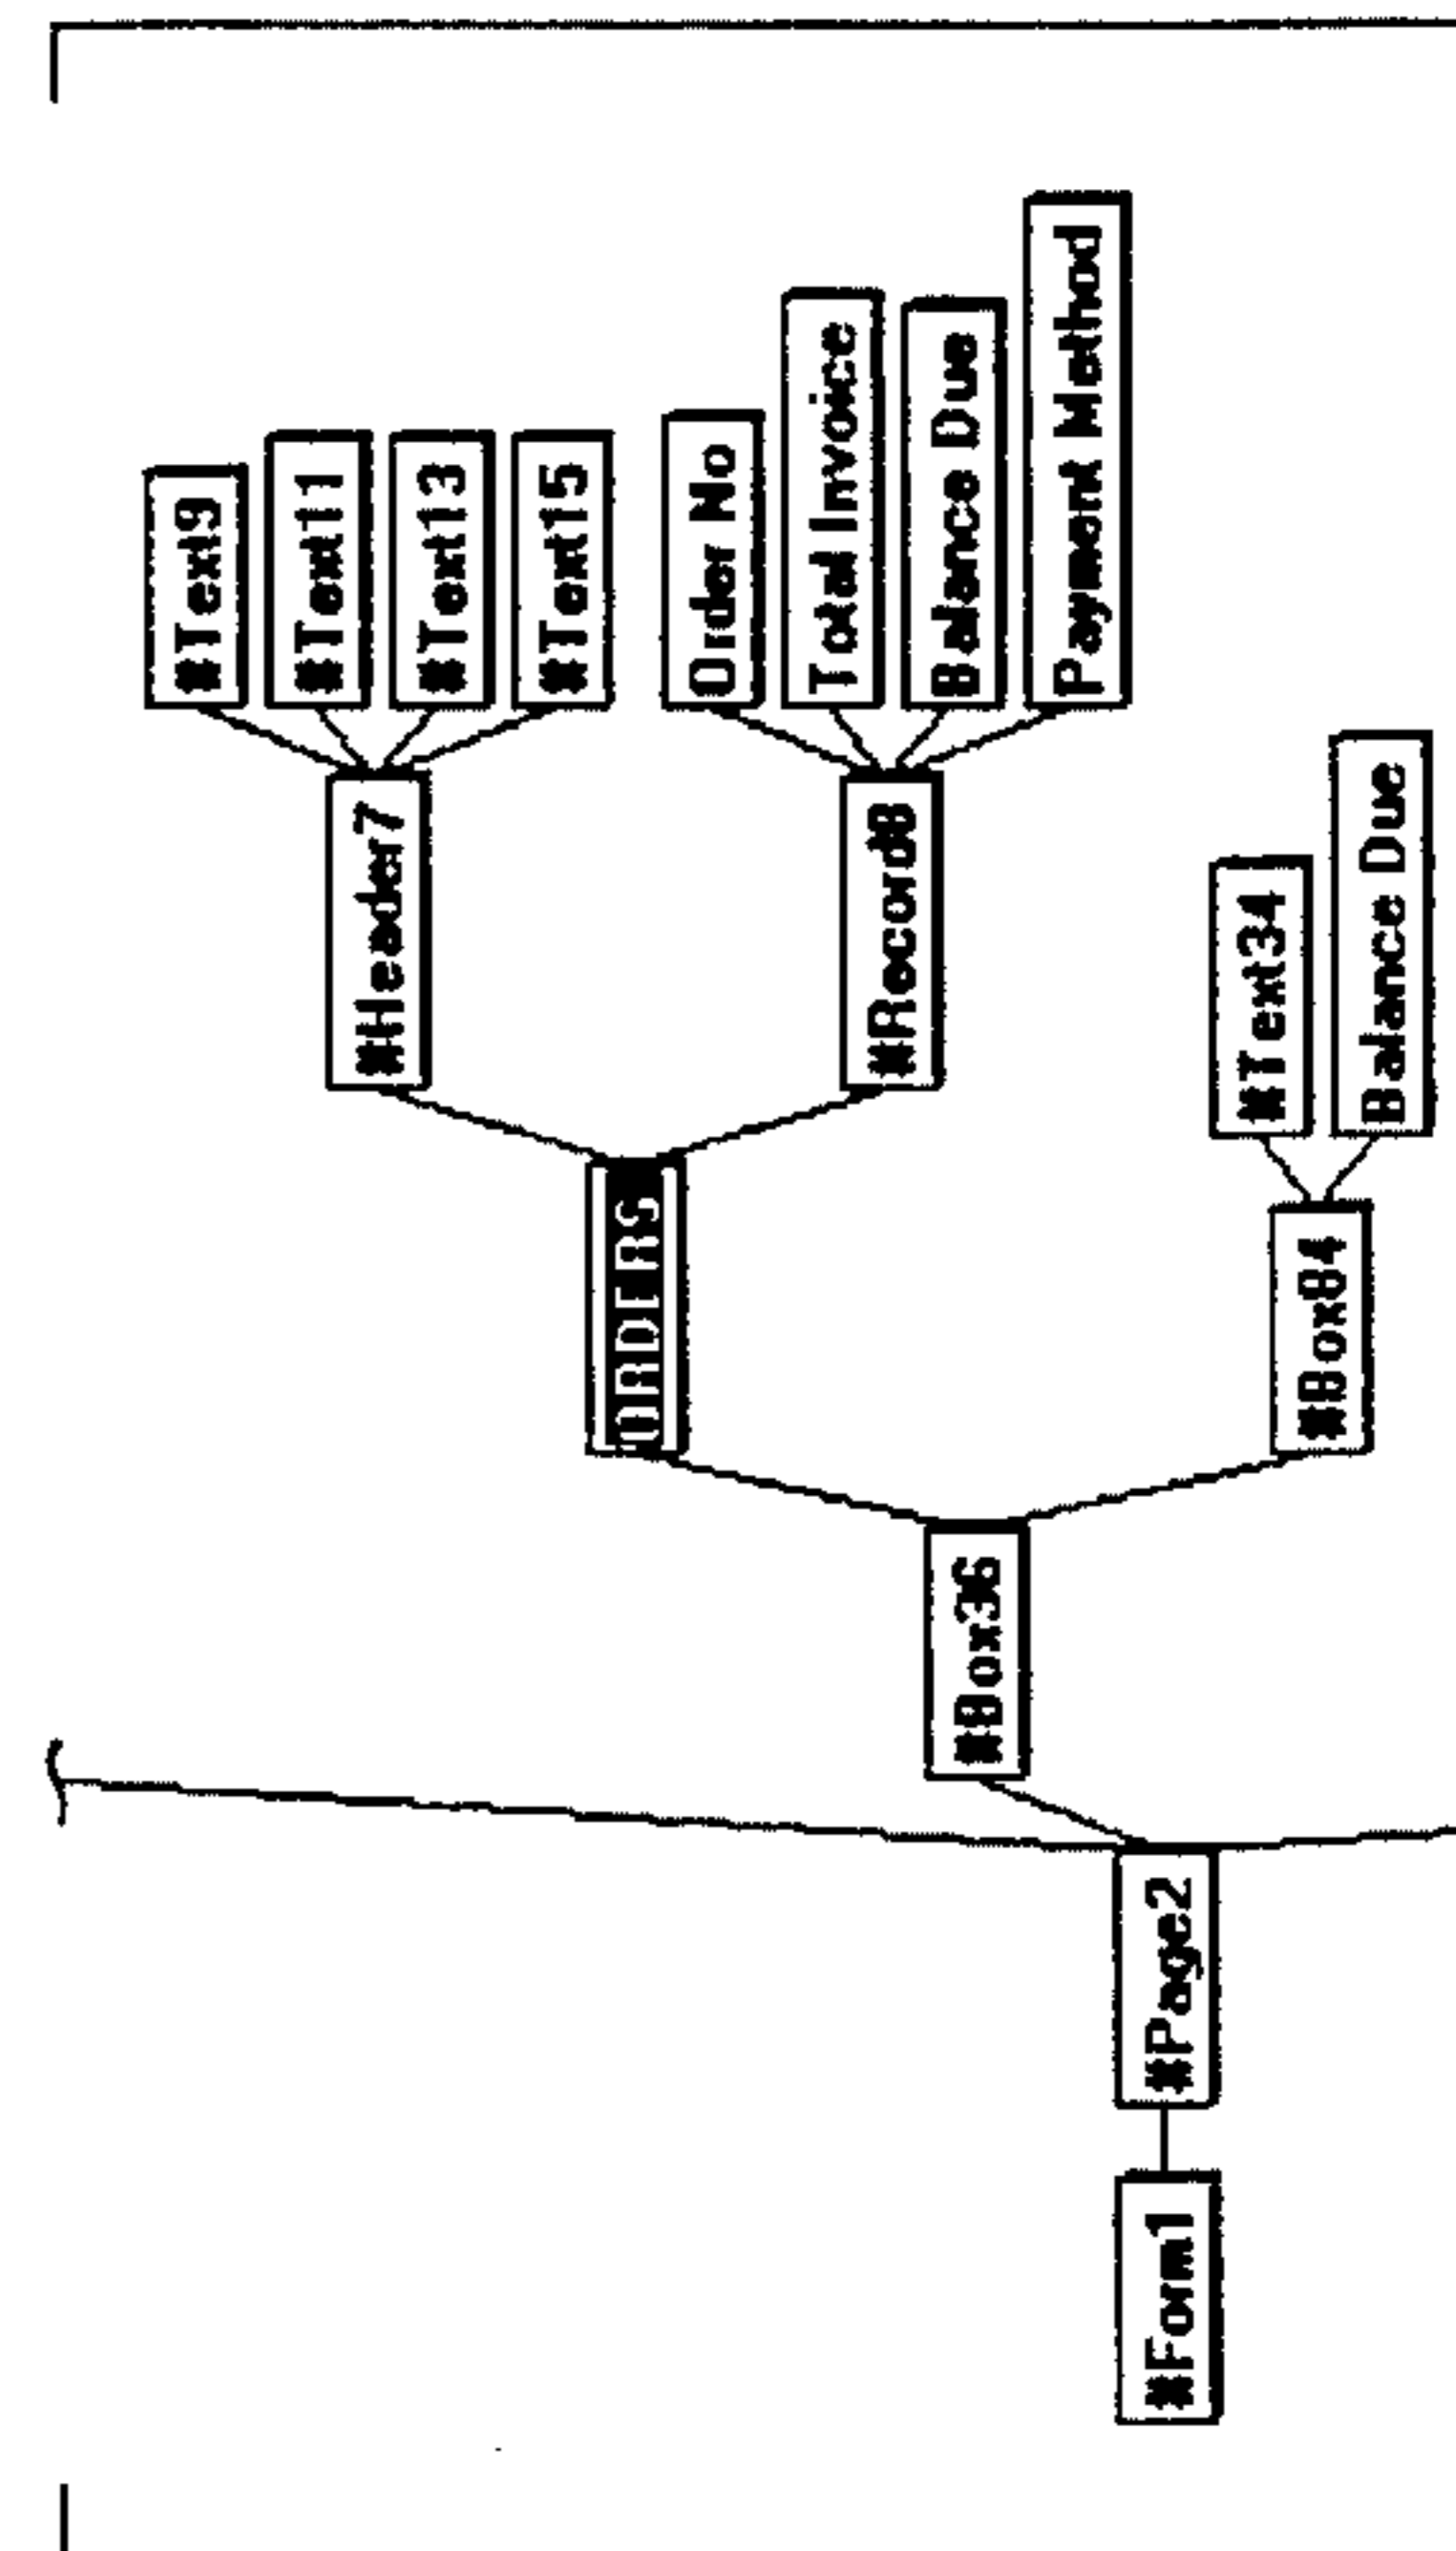 #Form1
#Page2
#Box36
ORDERS
#Header7
#Text9
#Text11
#Text13
#Text15
#Record8
Order No
Total Invoice
Balance Due
Payment Method
#Box84
#Text34
Balance Due